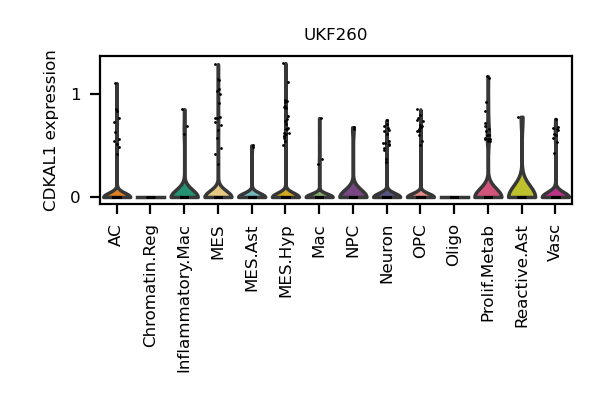 UKF260
CDKAL1 expression
1
0
AC
Chromatin.Reg
Inflammatory.Mac
MES
MES.Ast
MES.Hyp
Mac
NPC
Neuron
OPC
Oligo
Prolif.Metab
Reactive.Ast
Vasc